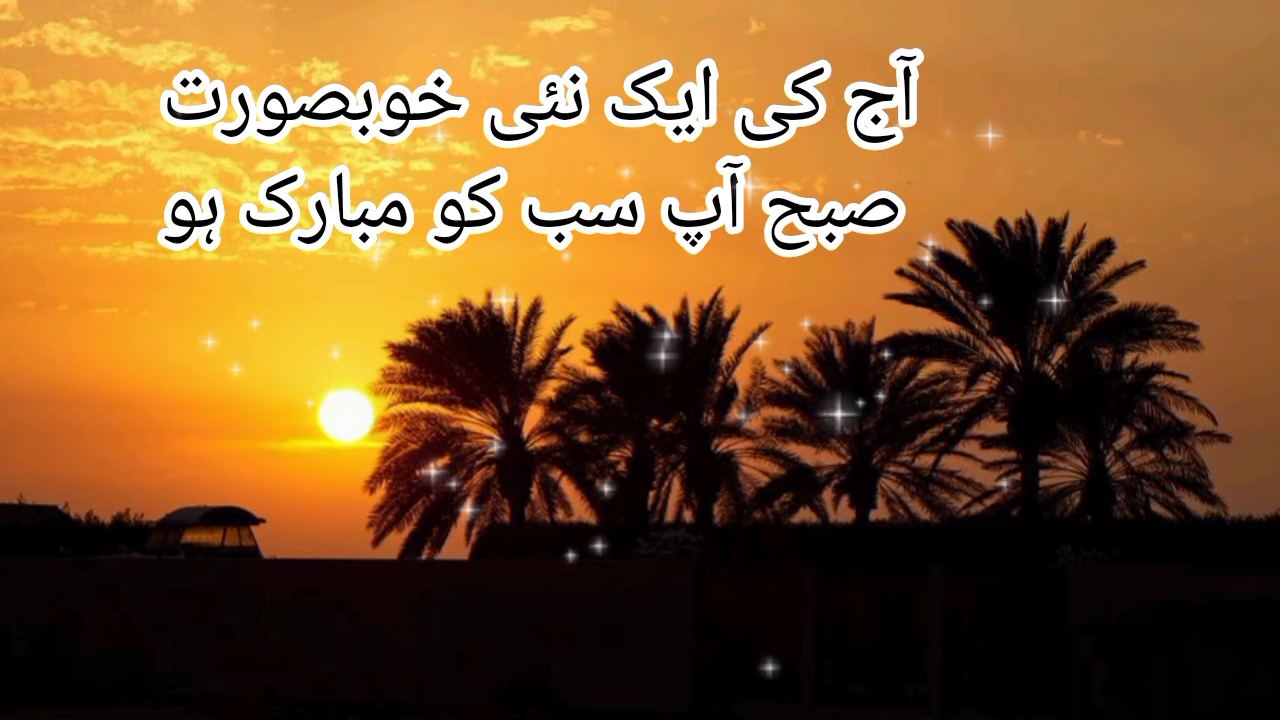 آج کی ایک نئی خوبصورت
صبح آپ سب کو مبارک ہو